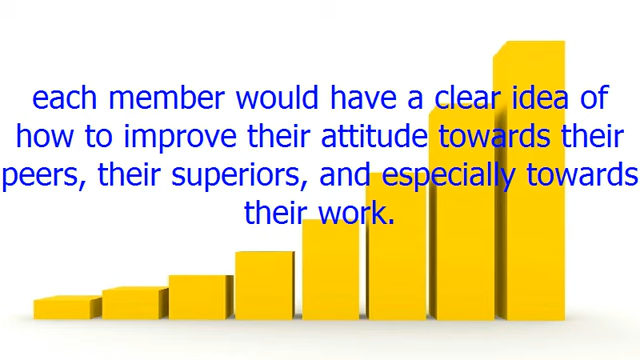 each member would have a clear idea of
how to improve their attitude towards their
peers, their superiors, and especially towards
their work.